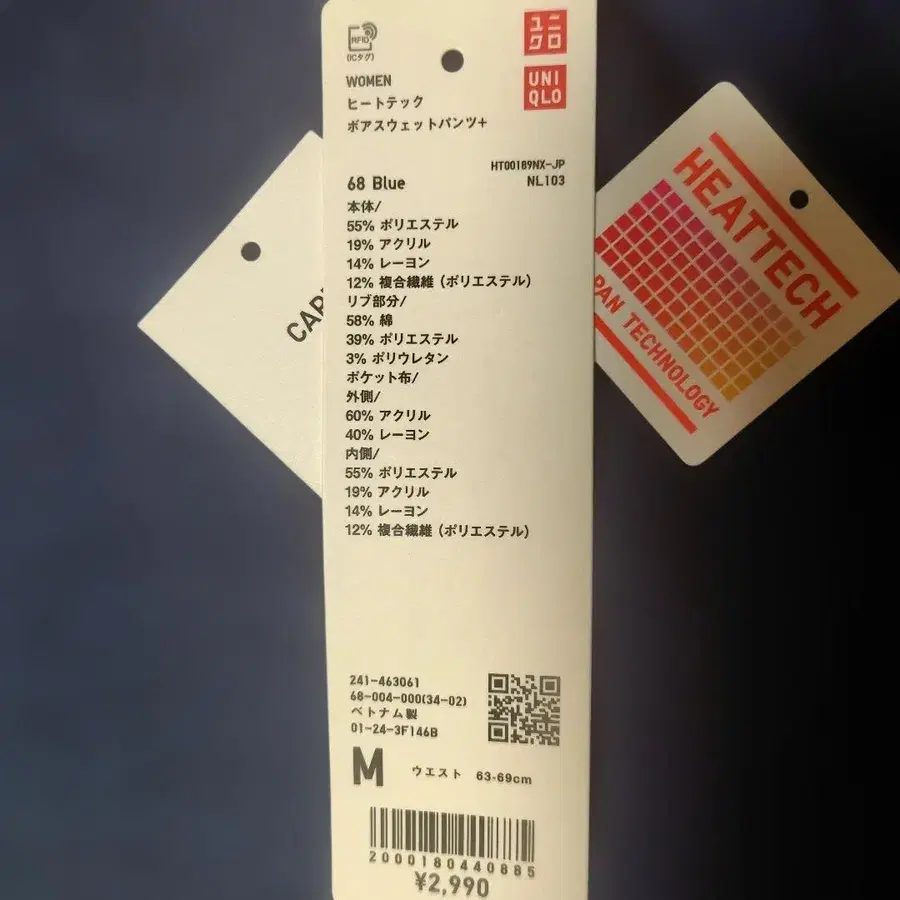 RFID
(ICタグ)
ユニ
クロ
UNI
QLO
WOMEN
ヒートテック
ボアスウェットパンツ+
HT00189NX-JP
NL103
68 Blue
本体/
55% ポリエステル
19% アクリル
14% レーヨン
12% 複合繊維 (ポリエステル)
リブ部分/
58% 綿
39% ポリエステル
3% ポリウレタン
ポケット布/
外側/
60% アクリル
40% レーヨン
内側/
55% ポリエステル
19% アクリル
14% レーヨン
12% 複合繊維 (ポリエステル)
241-463061
68-004-000(34-02)
ベトナム製
01-24-3F146B
M ウエスト 63-69cm
2000180440885
¥2,990
HEATTECH
PAN TECHNOLOGY